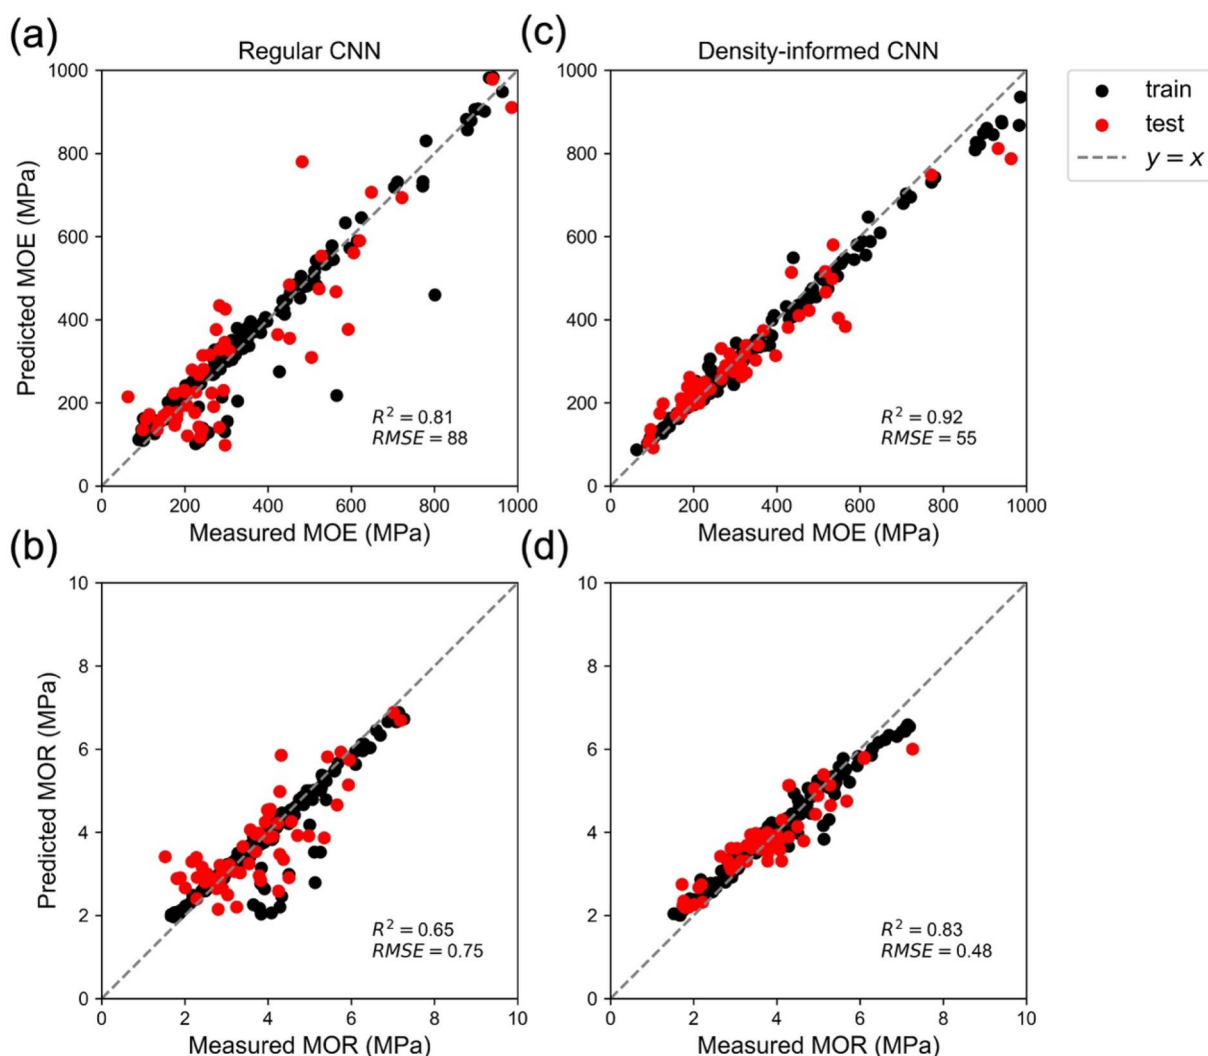 (a)
Regular CNN
1000
800
600
400
200
0
Predicted MOE (MPa)
R² = 0.81
RMSE = 88
0 200 400 600 800 1000
Measured MOE (MPa)
(c)
Density-informed CNN
1000
800
600
400
200
0
R² = 0.92
RMSE = 55
0 200 400 600 800 1000
Measured MOE (MPa)
train
test
y = x
(b)
10
8
6
4
2
0
Predicted MOR (MPa)
R² = 0.65
RMSE = 0.75
0 2 4 6 8 10
Measured MOR (MPa)
(d)
10
8
6
4
2
0
R² = 0.83
RMSE = 0.48
0 2 4 6 8 10
Measured MOR (MPa)